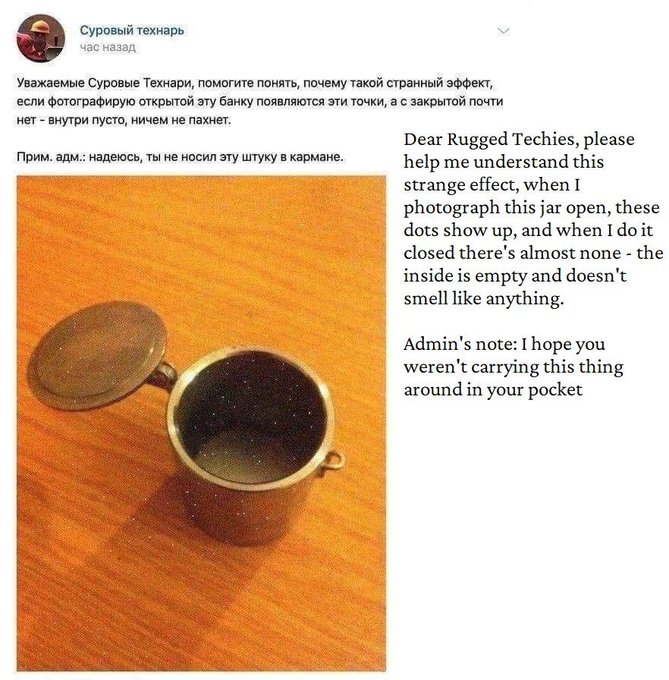 Суровый технарь
час назад
Уважаемые Суровые Технари, помогите понять, почему такой странный эффект,
если фотографирую открытой эту банку появляются эти точки, а с закрытой почти
нет - внутри пусто, ничем не пахнет.
Прим. адм.: надеюсь, ты не носил эту штуку в кармане.
Dear Rugged Techies, please
help me understand this
strange effect, when I
photograph this jar open, these
dots show up, and when I do it
closed there's almost none - the
inside is empty and doesn't
smell like anything.
Admin's note: I hope you
weren't carrying this thing
around in your pocket